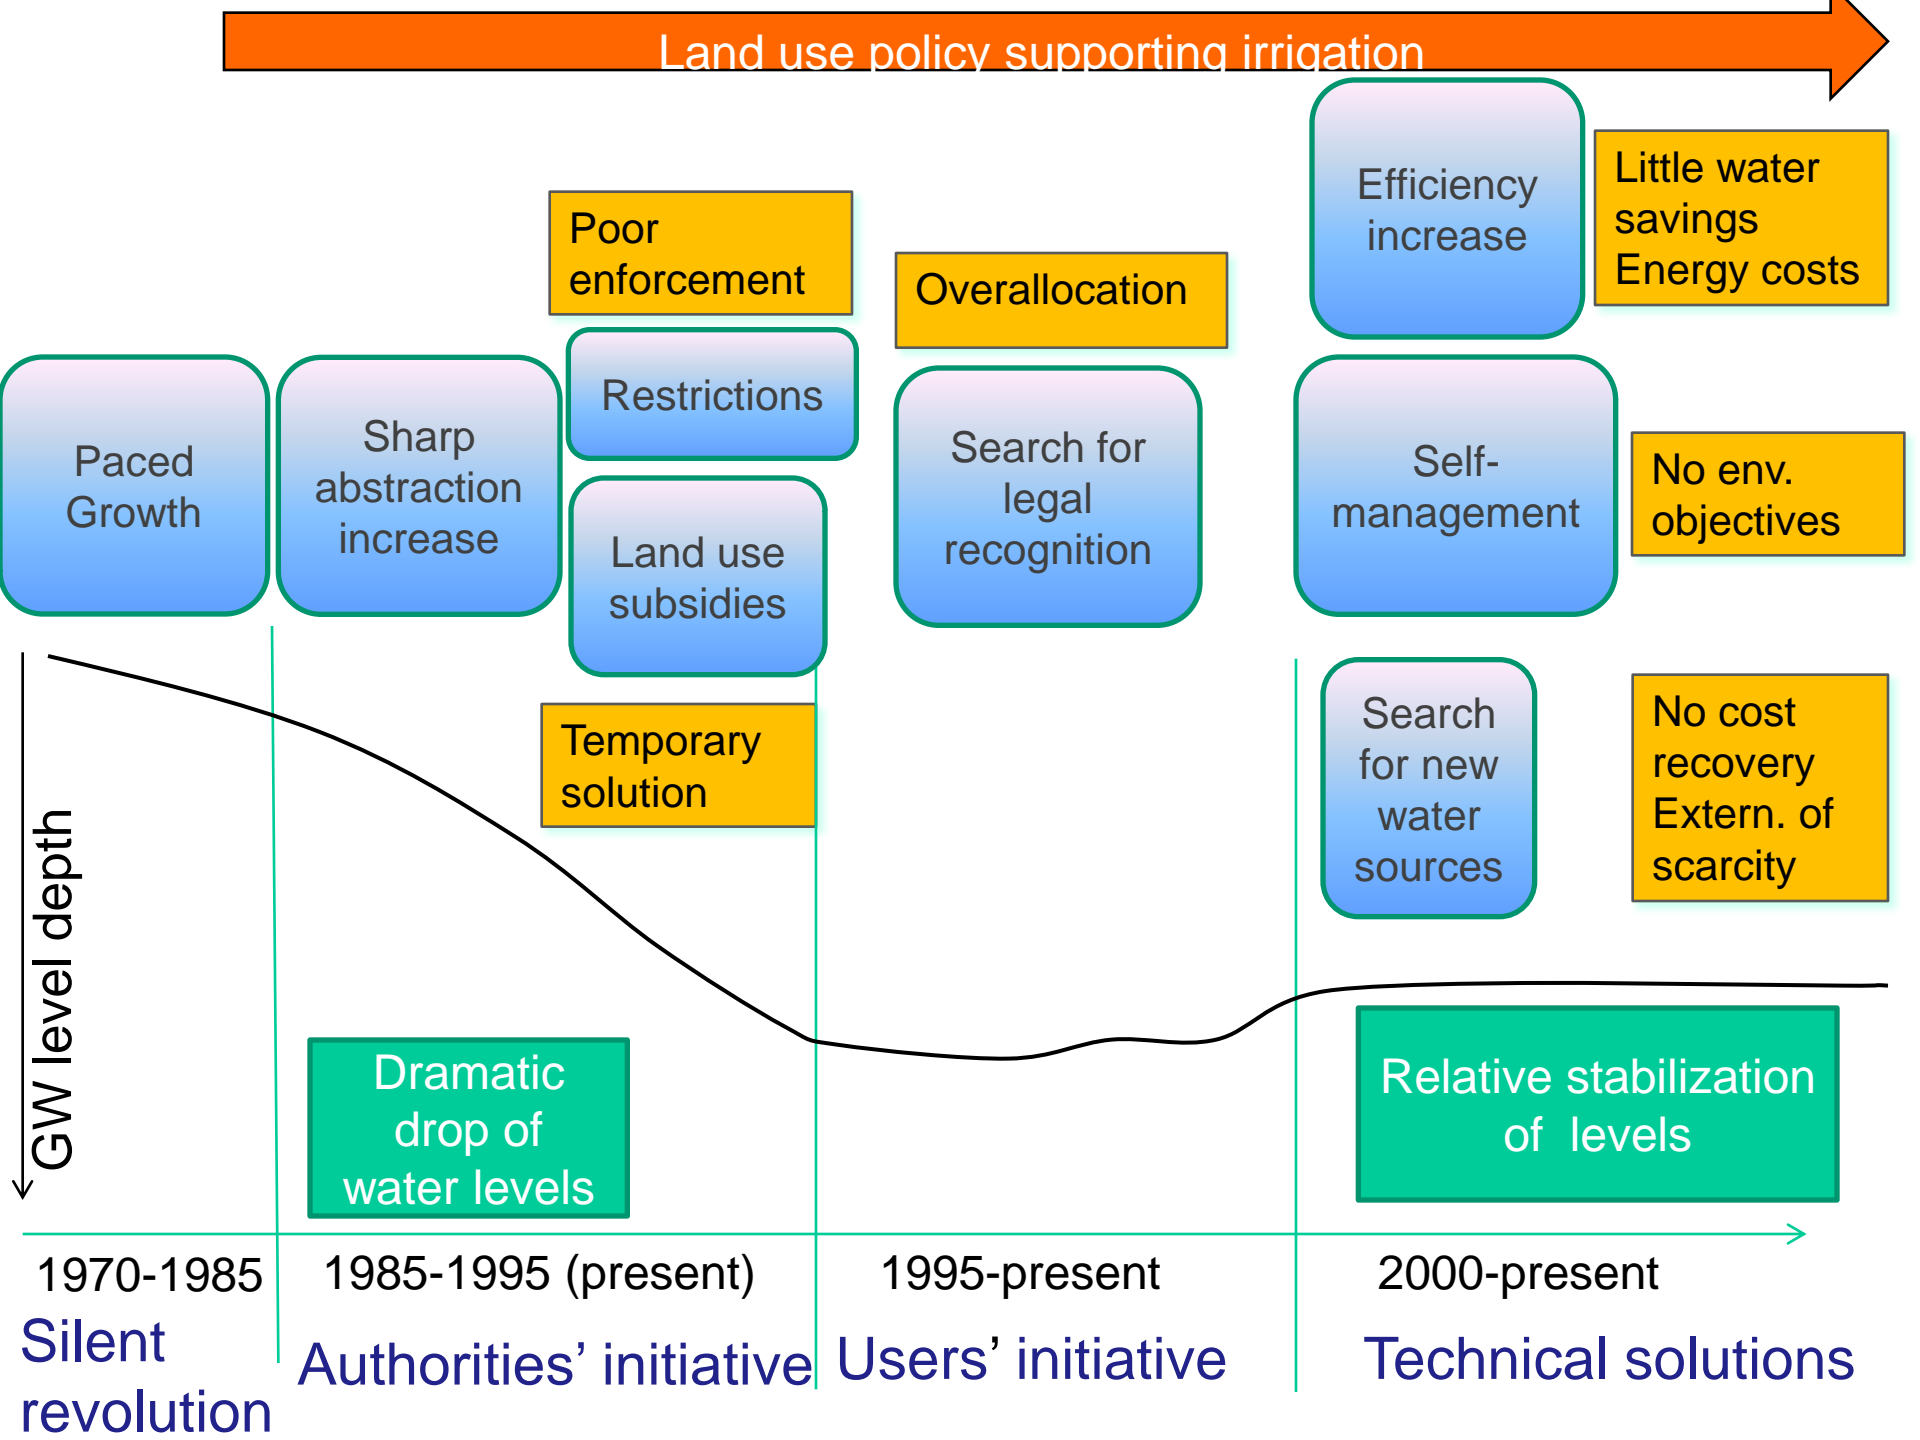 Land use policy supporting irrigation
Efficiency
increase
Little water
savings
Energy costs
Poor
enforcement
Overallocation
Restrictions
Paced
Growth
Sharp
abstraction
increase
Land use
subsidies
Search for
legal
recognition
Self-
management
No env.
objectives
Temporary
solution
Search
for new
water
sources
No cost
recovery
Extern. of
scarcity
GW level depth
Dramatic
drop of
water levels
Relative stabilization
of levels
1970-1985
1985-1995 (present)
1995-present
2000-present
Silent
revolution
Authorities’ initiative
Users’ initiative
Technical solutions